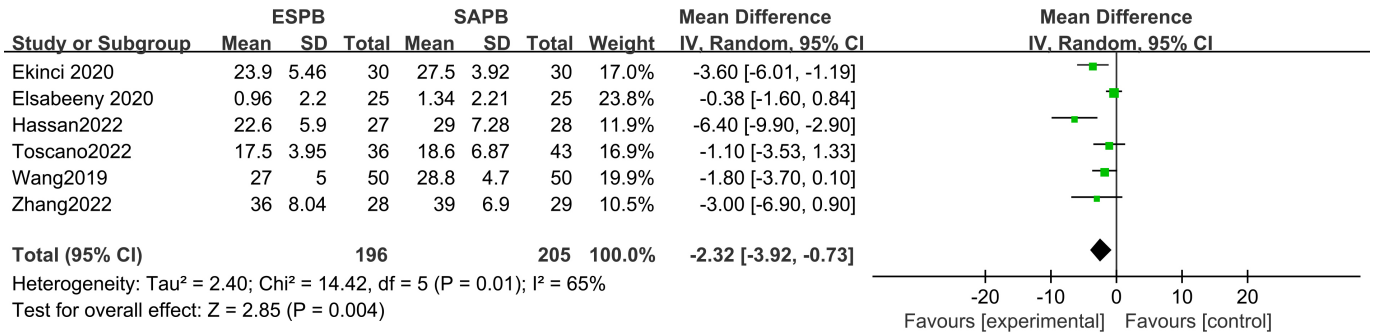 ESPB SAPB Mean Difference Mean Difference
Study or Subgroup Mean SD Total Mean SD Total Weight IV, Random, 95% CI IV, Random, 95% CI
Ekinci 2020 23.9 5.46 30 27.5 3.92 30 17.0% -3.60 [-6.01, -1.19]
Elsabeeny 2020 0.96 2.2 25 1.34 2.21 25 23.8% -0.38 [-1.60, 0.84]
Hassan2022 22.6 5.9 27 29 7.28 28 11.9% -6.40 [-9.90, -2.90]
Toscano2022 17.5 3.95 36 18.6 6.87 43 16.9% -1.10 [-3.53, 1.33]
Wang2019 27 5 50 28.8 4.7 50 19.9% -1.80 [-3.70, 0.10]
Zhang2022 36 8.04 28 39 6.9 29 10.5% -3.00 [-6.90, 0.90]
Total (95% CI) 196 205 100.0% -2.32 [-3.92, -0.73]
Heterogeneity: Tau² = 2.40; Chi² = 14.42, df = 5 (P = 0.01); I² = 65%
Test for overall effect: Z = 2.85 (P = 0.004)
-20 -10 0 10 20
Favours [experimental] Favours [control]